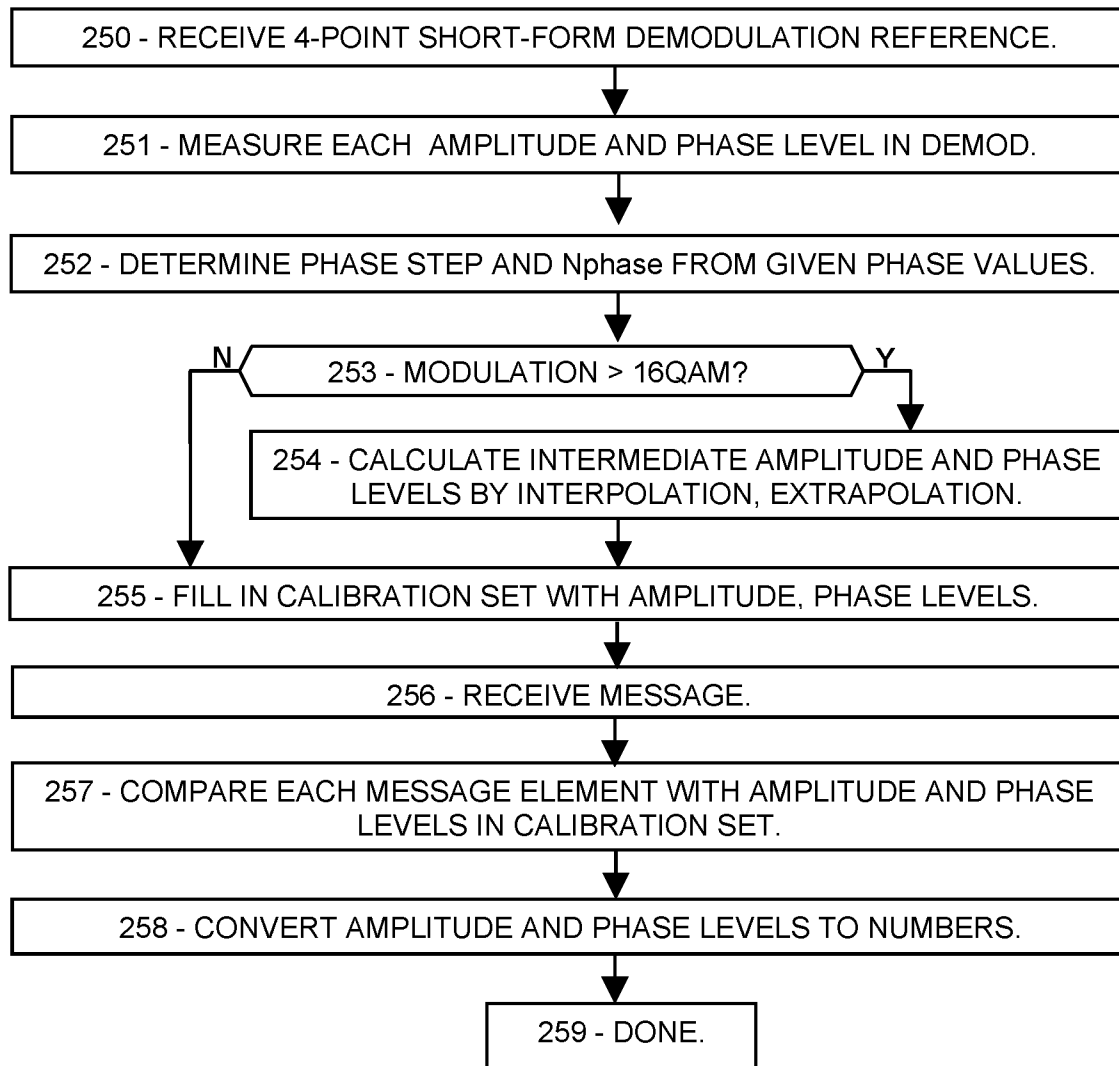 250 - RECEIVE 4-POINT SHORT-FORM DEMODULATION REFERENCE.
251 - MEASURE EACH AMPLITUDE AND PHASE LEVEL IN DEMOD.
252 - DETERMINE PHASE STEP AND Nphase FROM GIVEN PHASE VALUES.
N
253 - MODULATION > 16QAM?
Y
254 - CALCULATE INTERMEDIATE AMPLITUDE AND PHASE
LEVELS BY INTERPOLATION, EXTRAPOLATION.
255 - FILL IN CALIBRATION SET WITH AMPLITUDE, PHASE LEVELS.
256 - RECEIVE MESSAGE.
257 - COMPARE EACH MESSAGE ELEMENT WITH AMPLITUDE AND PHASE
LEVELS IN CALIBRATION SET.
258 - CONVERT AMPLITUDE AND PHASE LEVELS TO NUMBERS.
259 - DONE.